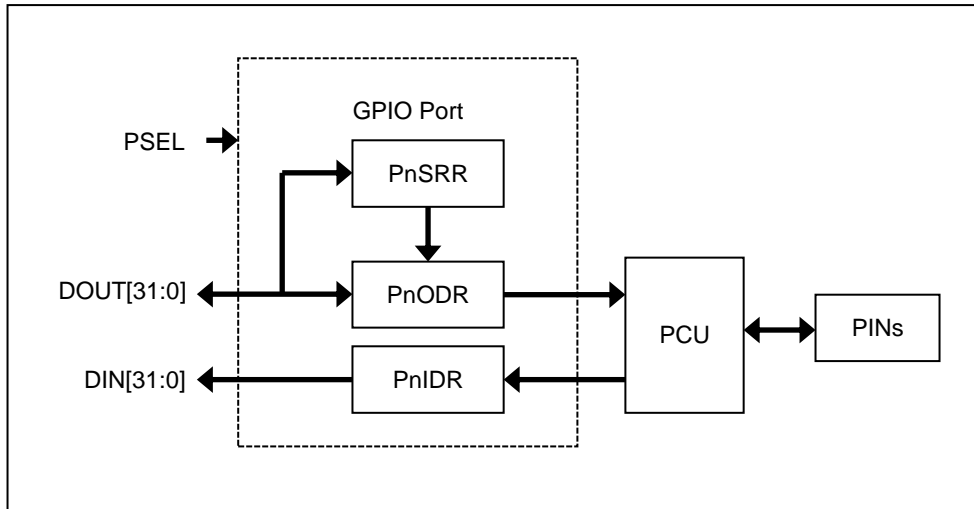 GPIO Port
PSEL
PnSRR
DOUT[31:0]
PnODR
PCU
PINs
DIN[31:0]
PnIDR